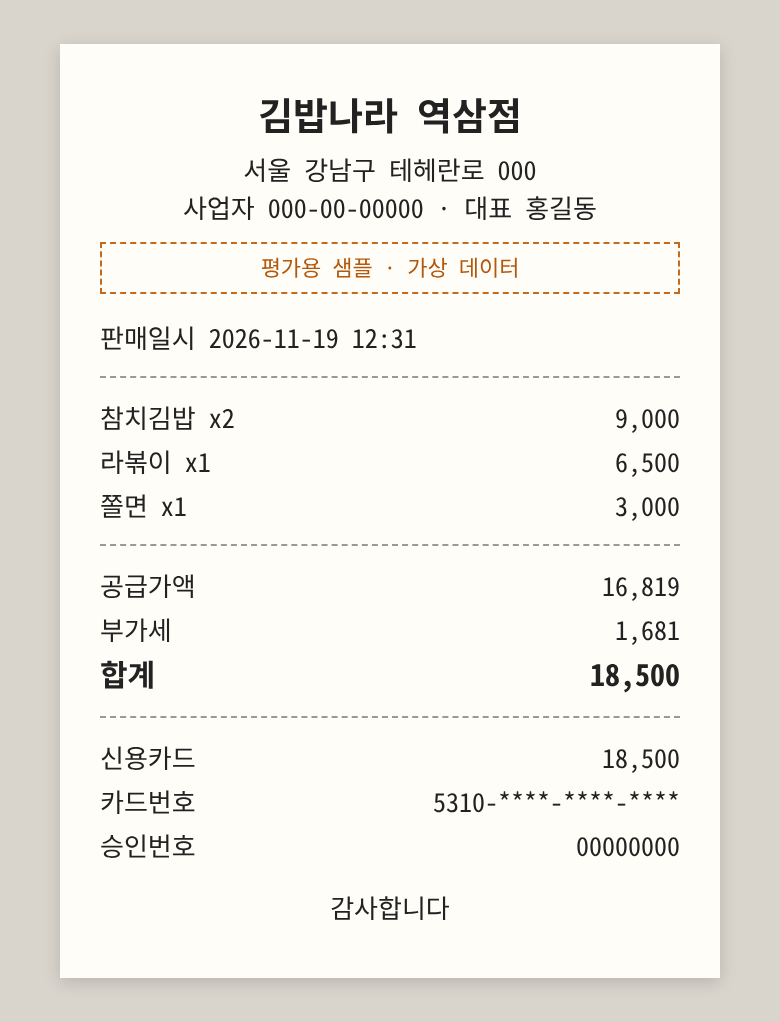 김밥나라 역삼점
서울 강남구 테헤란로 000
사업자 000-00-00000 · 대표 홍길동
평가용 샘플 · 가상 데이터
판매일시 2026-11-19 12:31
참치김밥 x2 9,000
라볶이 x1 6,500
쫄면 x1 3,000
공급가액 16,819
부가세 1,681
합계 18,500
신용카드 18,500
카드번호 5310-****-****-****
승인번호 00000000
감사합니다